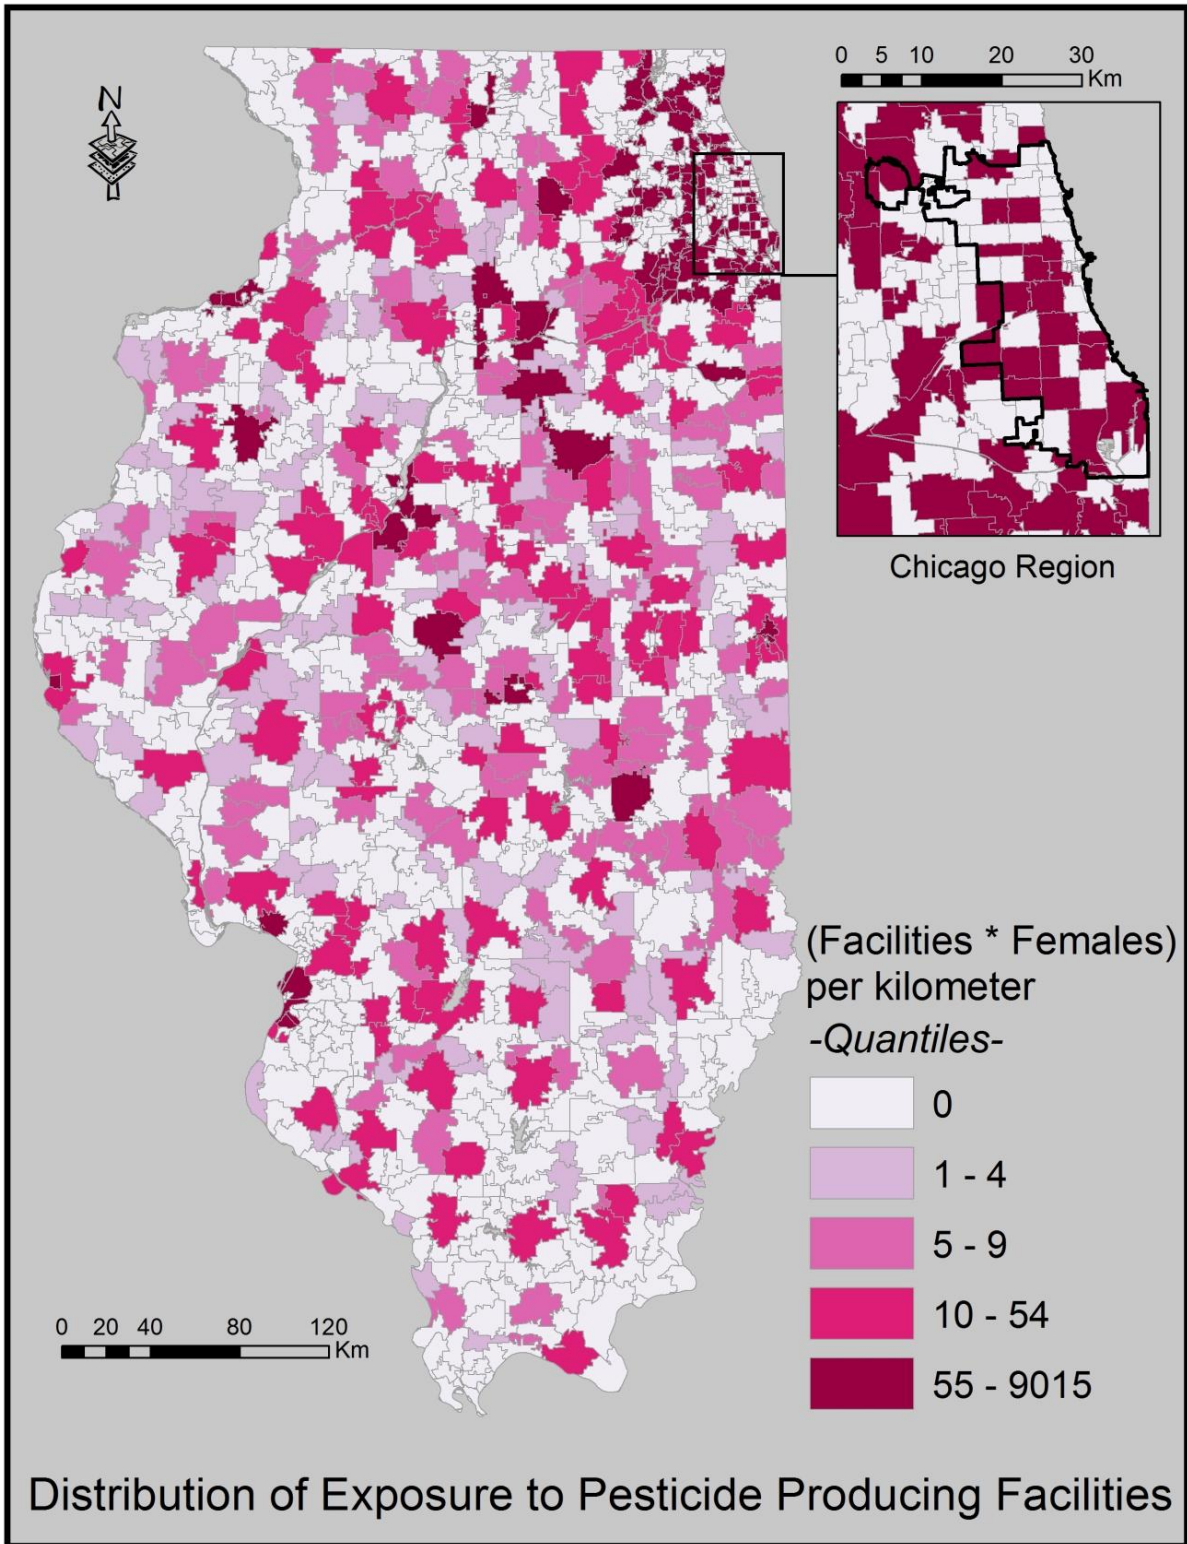 N
0 5 10 20 30
Km
Chicago Region
(Facilities * Females)
per kilometer
-Quantiles-
0
1 - 4
5 - 9
10 - 54
55 - 9015
0 20 40 80 120
Km
Distribution of Exposure to Pesticide Producing Facilities